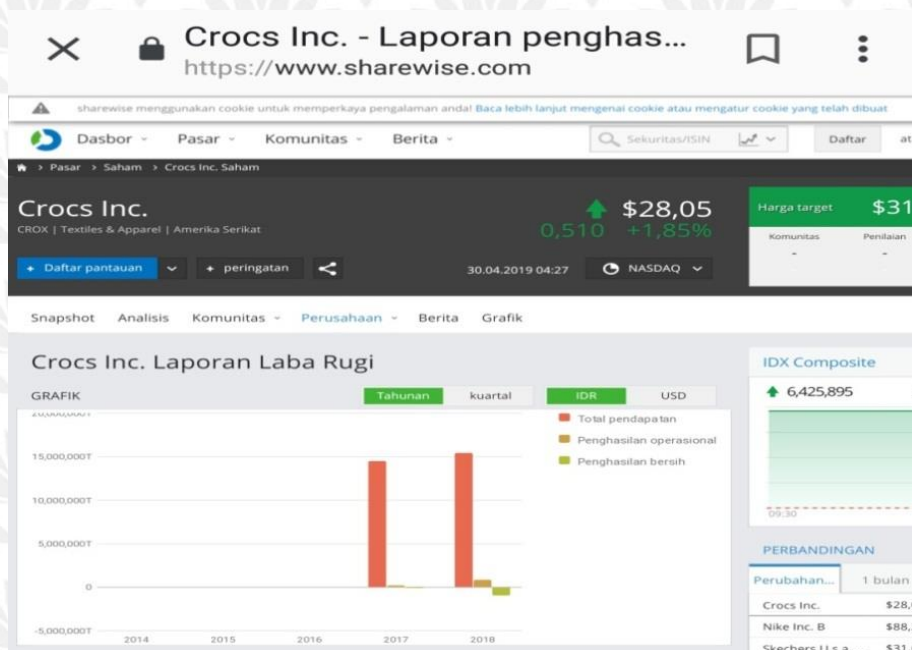 Crocs Inc. - Laporan penghas...
https://www.sharewise.com
sharewise menggunakan cookie untuk memperkaya pengalaman anda! Baca lebih lanjut mengenai cookie atau mengatur cookie yang telah dibuat
Dasbor Pasar Komunitas Berita Sekuritas/ISIN Daftar at
> Pasar > Saham > Crocs Inc. Saham
Crocs Inc.
CROX | Textiles & Apparel | Amerika Serikat
$28,05
0,510 +1,85%
+ Daftar pantauan + peringatan 30.04.2019 04:27 NASDAQ
Harga target $31
Komunitas Penilaian
- -
Snapshot Analisis Komunitas Perusahaan Berita Grafik
Crocs Inc. Laporan Laba Rugi
GRAFIK Tahunan kuartal IDR USD
Total pendapatan
Penghasilan operasional
Penghasilan bersih
20,000,000T
15,000,000T
10,000,000T
5,000,000T
0
-5,000,000T
2014 2015 2016 2017 2018
IDX Composite
6,425,895
09:30
PERBANDINGAN
Perubahan... 1 bulan
Crocs Inc. $28,
Nike Inc. B $88,
Skechers U.s.a. $31,